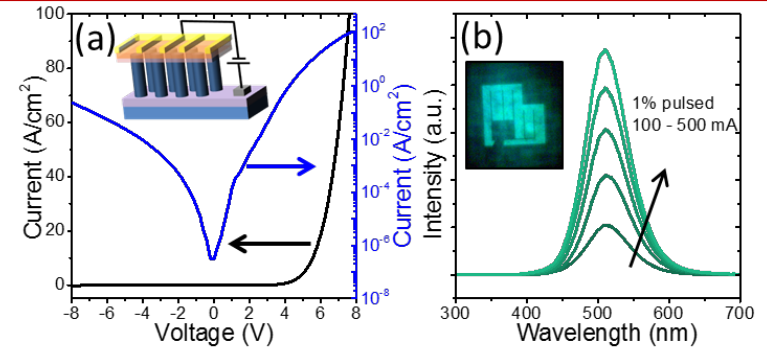 (a)
Current (A/cm²)
100
80
60
40
20
0
-8 -6 -4 -2 0 2 4 6 8
Voltage (V)
10²
10⁰
10⁻²
10⁻⁴
10⁻⁶
10⁻⁸
Current (A/cm²)
(b)
Intensity (a.u.)
1% pulsed
100 - 500 mA
300 400 500 600 700
Wavelength (nm)